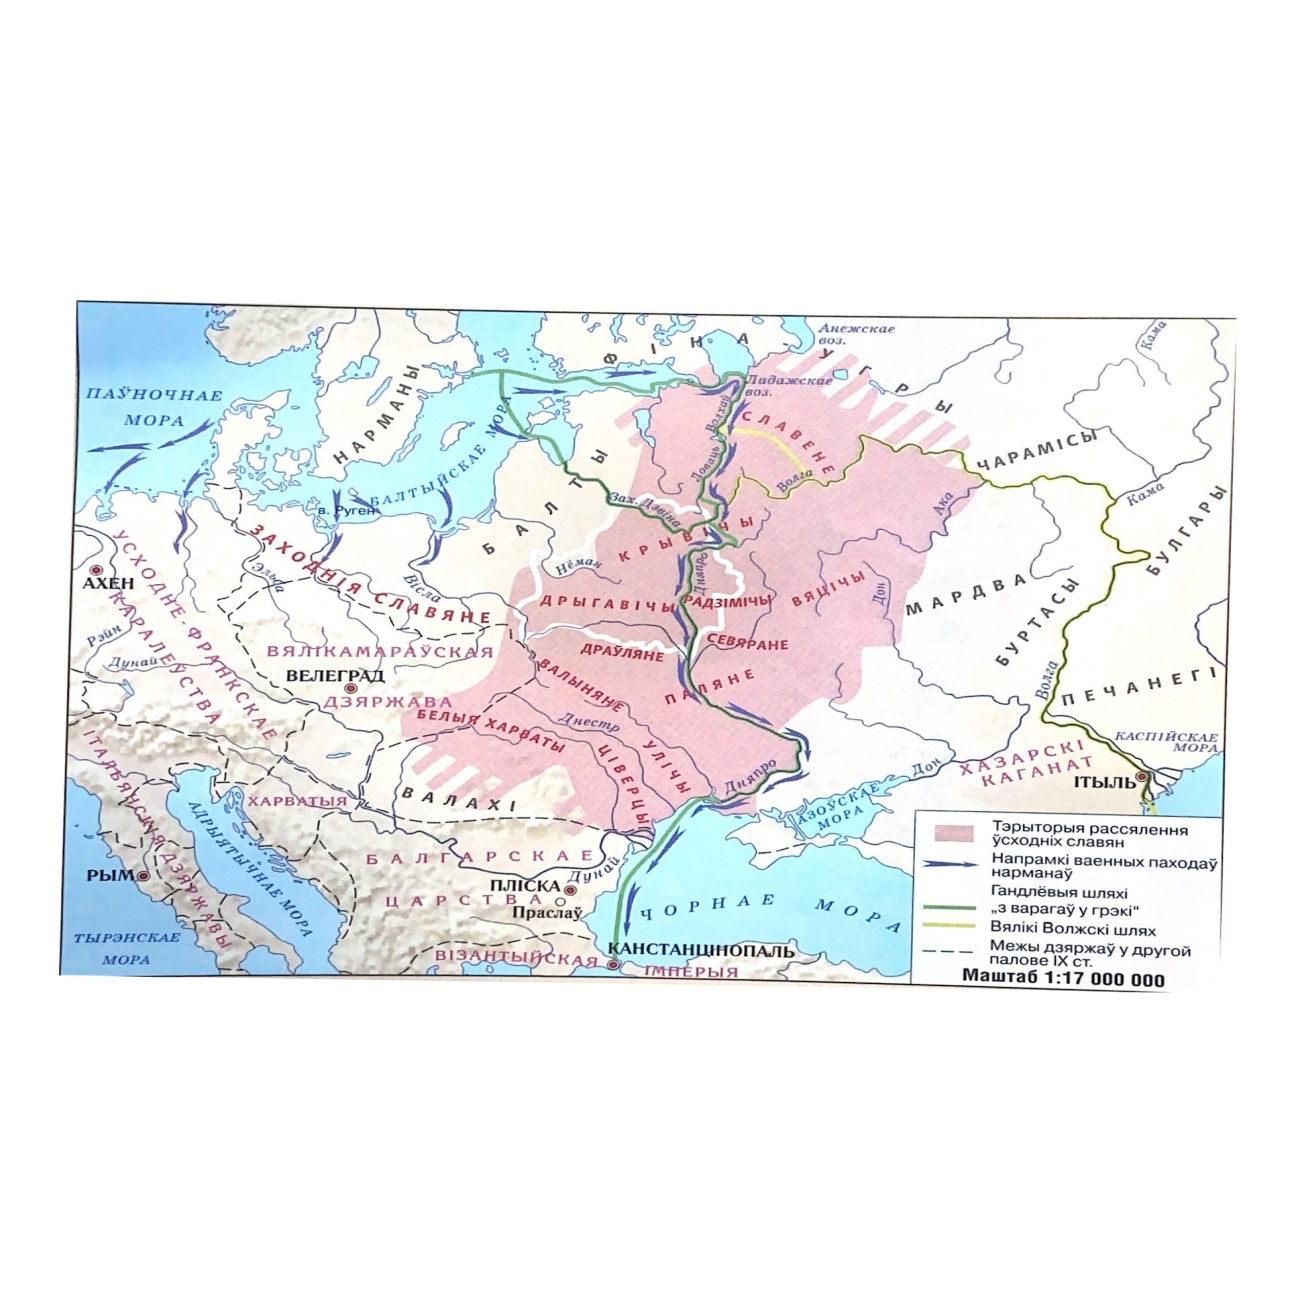 Анежскае
воз.
Кама
ФІНА-УГРЫ
Ладажскае
воз.
ПАЎНОЧНАЕ
МОРА
НАРМАНЫ
БАЛТЫЙСКАЕ МОРА
в. Руген
БАЛТЫ
Волхаў
СЛАВЕНЕ
Ловаць
Волга
ЧАРАМІСЫ
Кама
БУЛГАРЫ
Ака
Зах. Дзвіна
КРЫВІЧЫ
ЗАХОДНІЯ СЛАВЯНЕ
УСХОДНЕ-ФРАНКСКАЕ
КАРАЛЕЎСТВА
АХЕН
Эльба
Вісла
Нёман
Дняпро
ДРЫГАВІЧЫ
РАДЗІМІЧЫ
ВЯЦІЧЫ
Дон
МАРДВА
БУРТАСЫ
Рэйн
Дунай
ВЯЛІКАМАРАЎСКАЯ
ВЕЛЕГРАД
ДЗЯРЖАВА
ДРАЎЛЯНЕ
СЕВЯРАНЕ
ВАЛЫНЯНЕ
ПАЛЯНЕ
Волга
ПЕЧАНЕГІ
БЕЛЫЯ ХАРВАТЫ
Днестр
УЛІЧЫ
ЦІВЕРЦЫ
Дняпро
Дон
ХАЗАРСКІ
КАГАНАТ
КАСПІЙСКАЕ
МОРА
ІТЫЛЬ
ІТАЛЬЯНСКАЯ ДЗЯРЖАВЫ
АДРЫЯТЫЧНАЕ МОРА
ХАРВАТЫЯ
ВАЛАХІ
АЗОЎСКАЕ
МОРА
РЫМ
БАЛГАРСКАЕ
ЦАРСТВА
Дунай
ПЛІСКА
Праслаў
ЧОРНАЕ МОРА
ТЫРЭНСКАЕ
МОРА
ВІЗАНТЫЙСКАЯ
ІМПЕРЫЯ
КАНСТАНЦІНОПАЛЬ
Тэрыторыя рассялення
ўсходніх славян
Напрамкі ваенных паходаў
нарманаў
Гандлёвыя шляхі
„з варагаў у грэкі“
Вялікі Волжскі шлях
Межы дзяржаў у другой
палове IX ст.
Маштаб 1:17 000 000